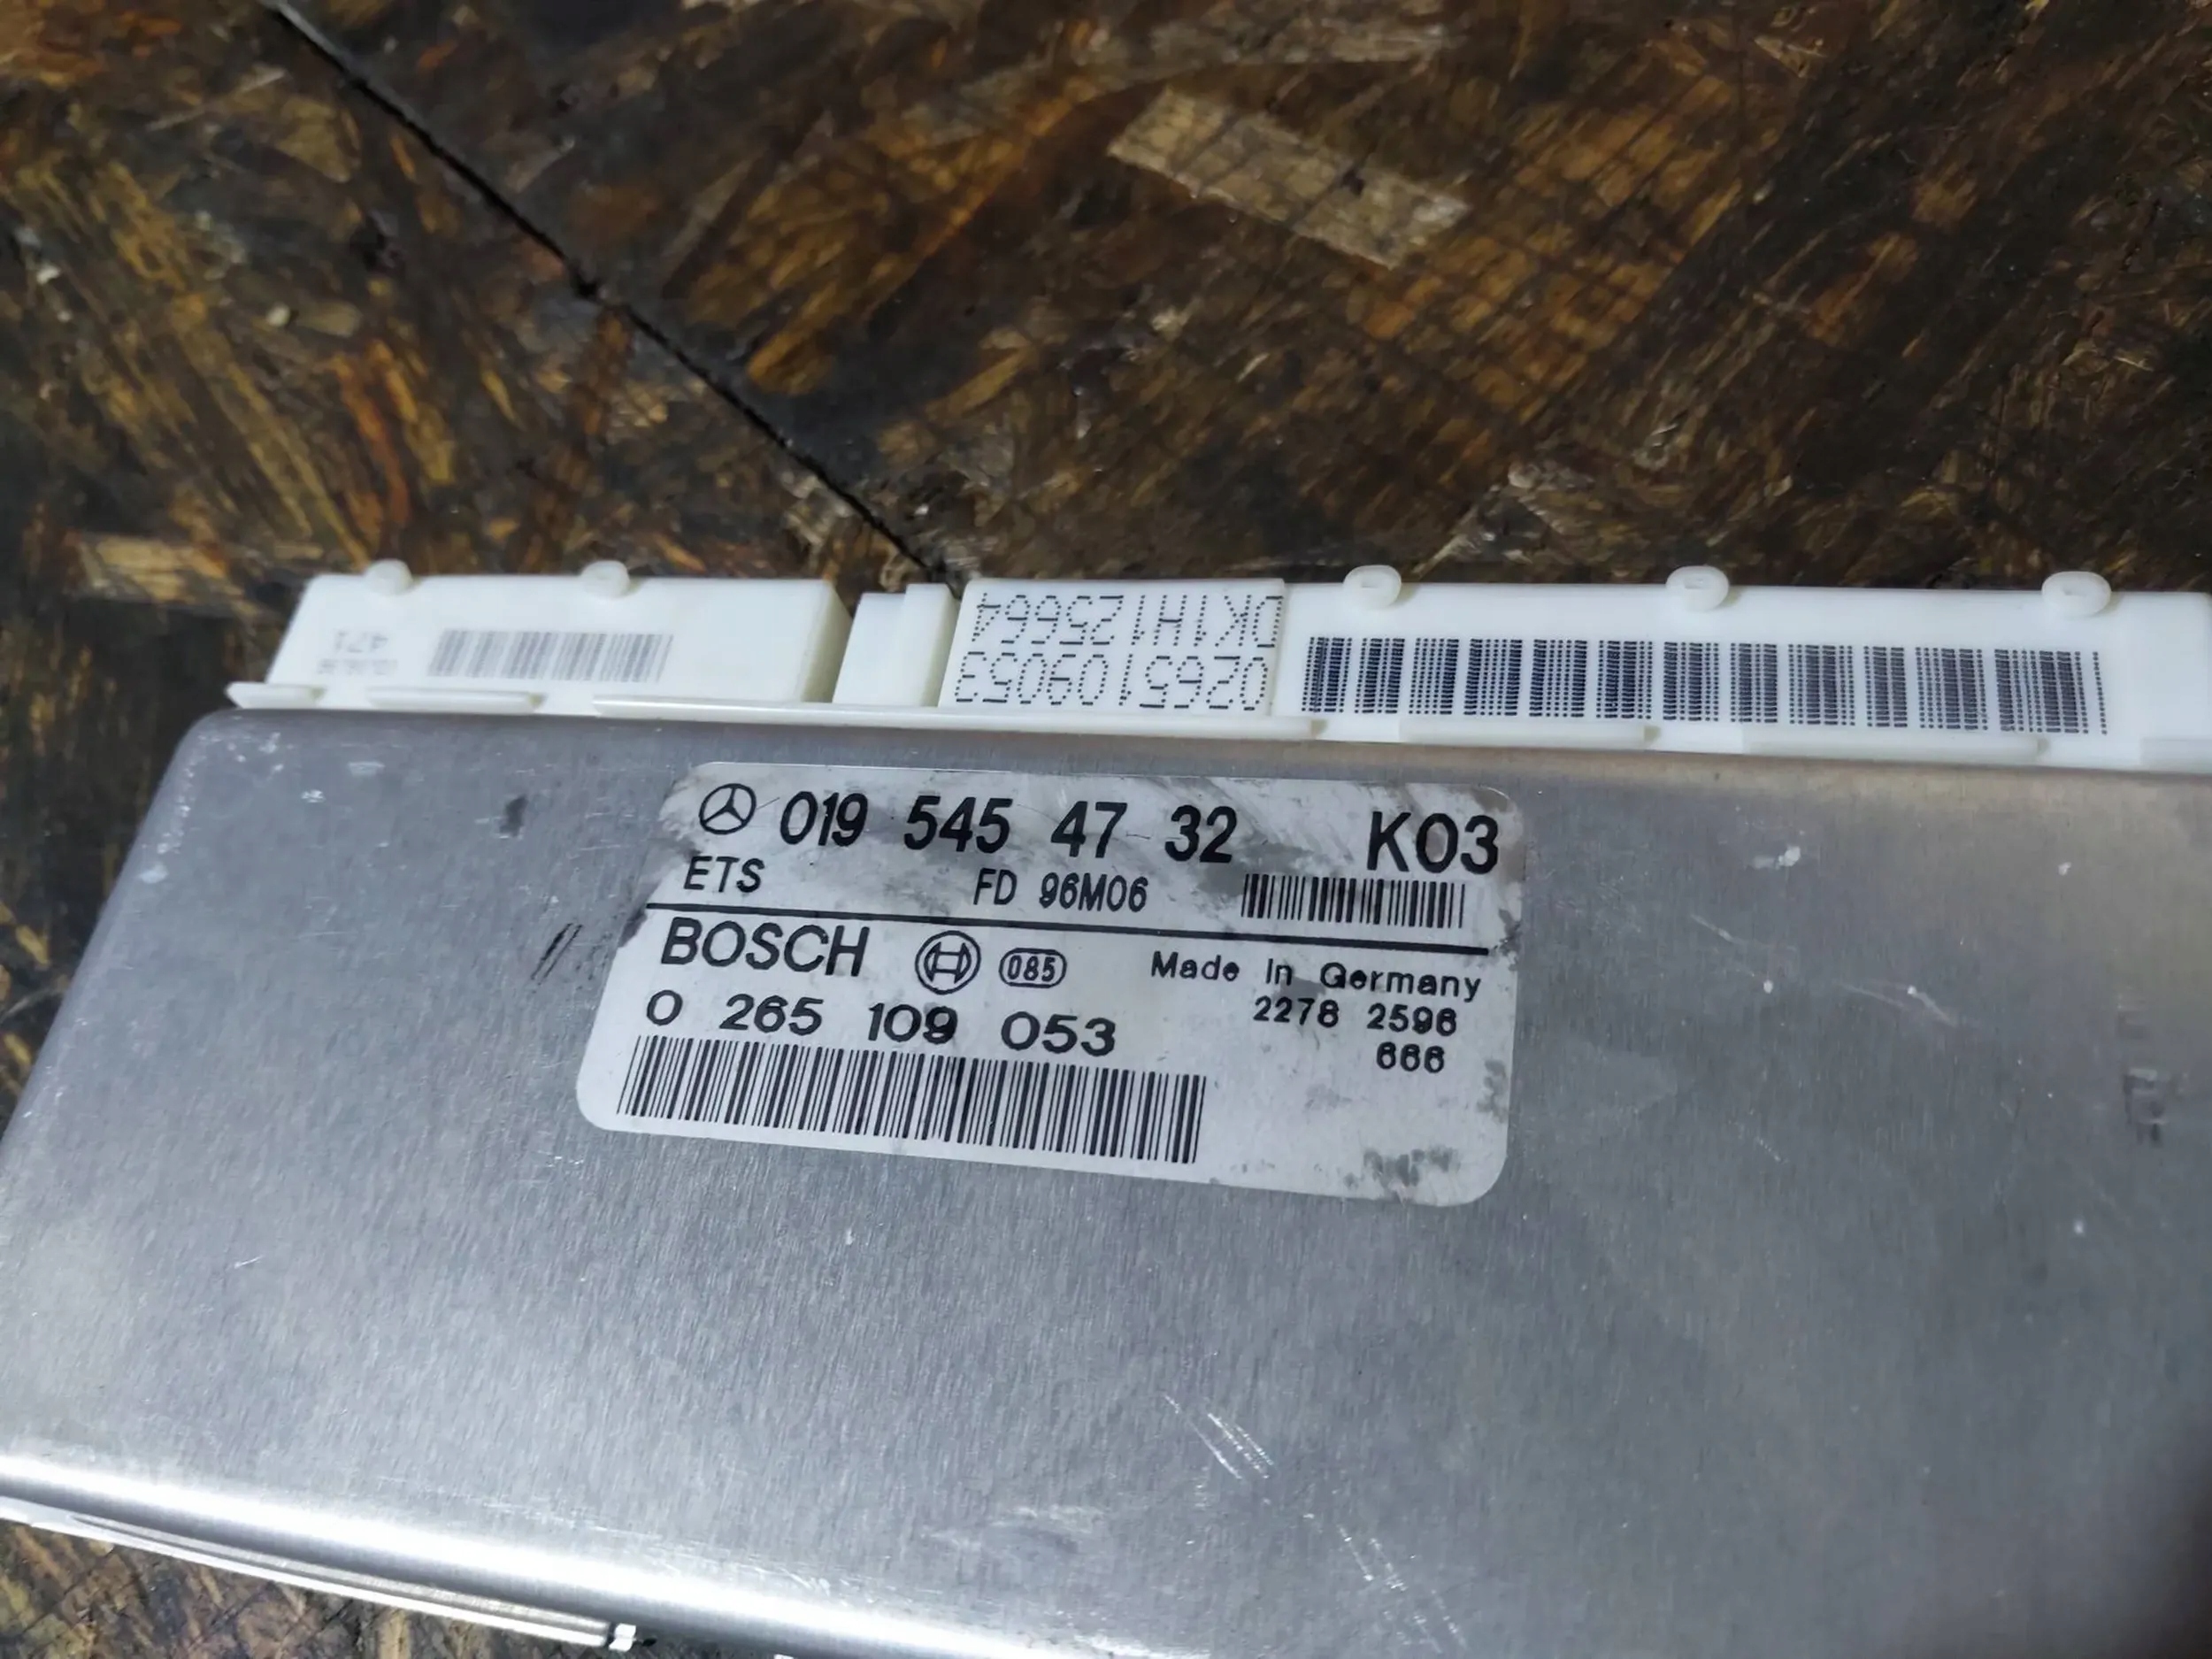 471
DK1H125664
0265109053
019 545 47 32 K03
ETS FD 96M06
BOSCH 085 Made In Germany
0 265 109 053 2278 2596
666